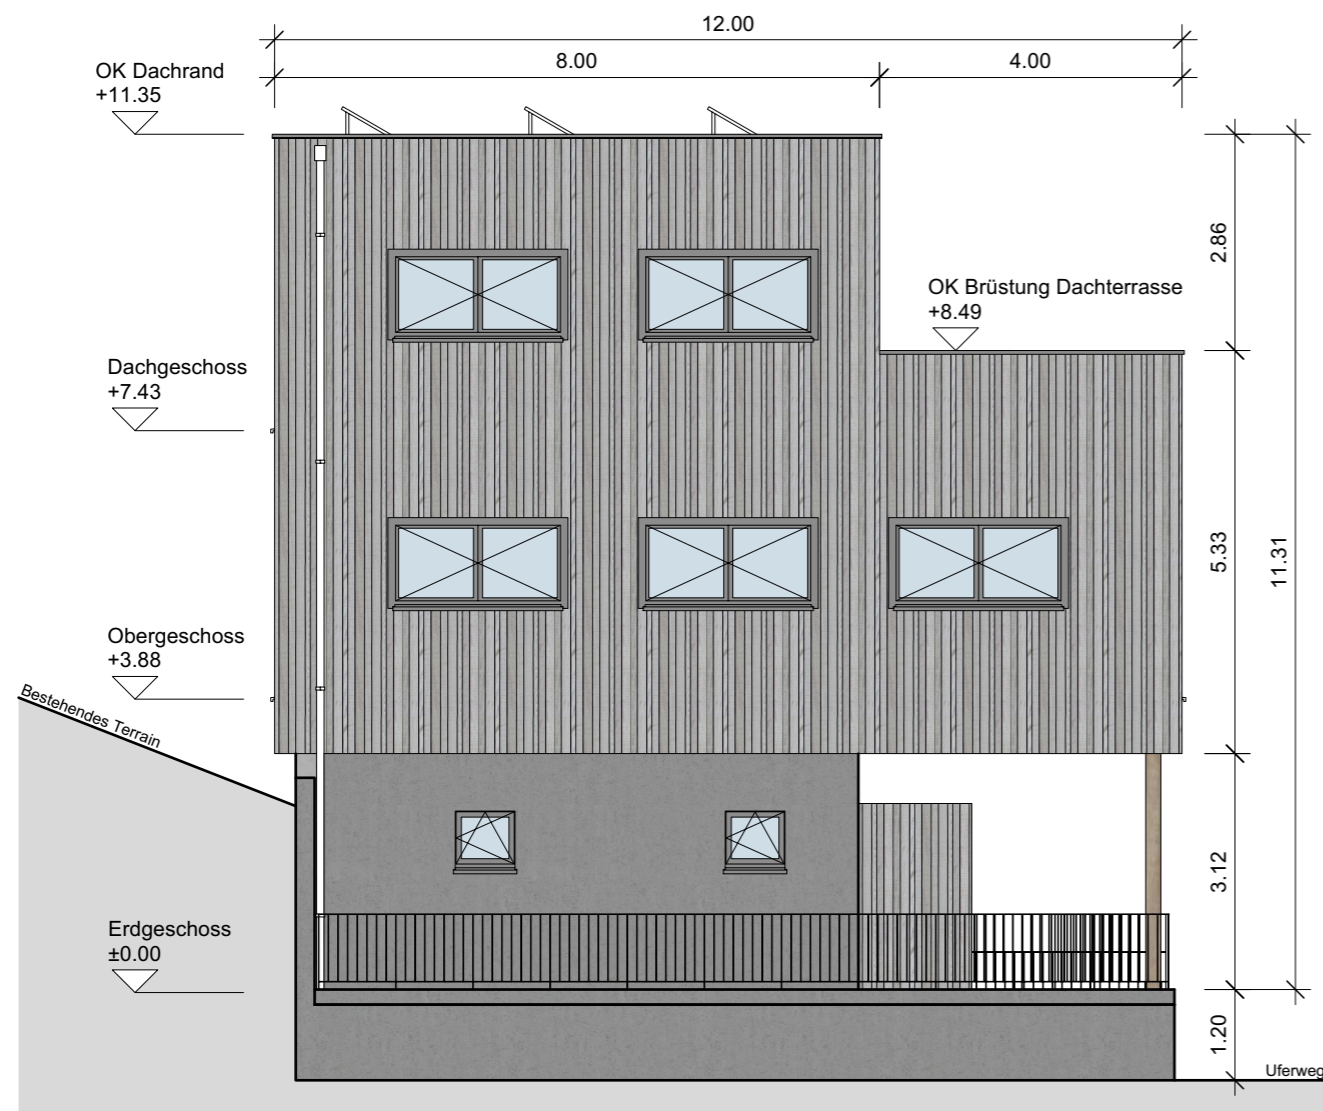 12.00
8.00
4.00
OK Dachrand
+11.35
2.86
OK Brüstung Dachterrasse
+8.49
Dachgeschoss
+7.43
5.33
11.31
Obergeschoss
+3.88
Bestehendes Terrain
3.12
Erdgeschoss
±0.00
1.20
Uferweg